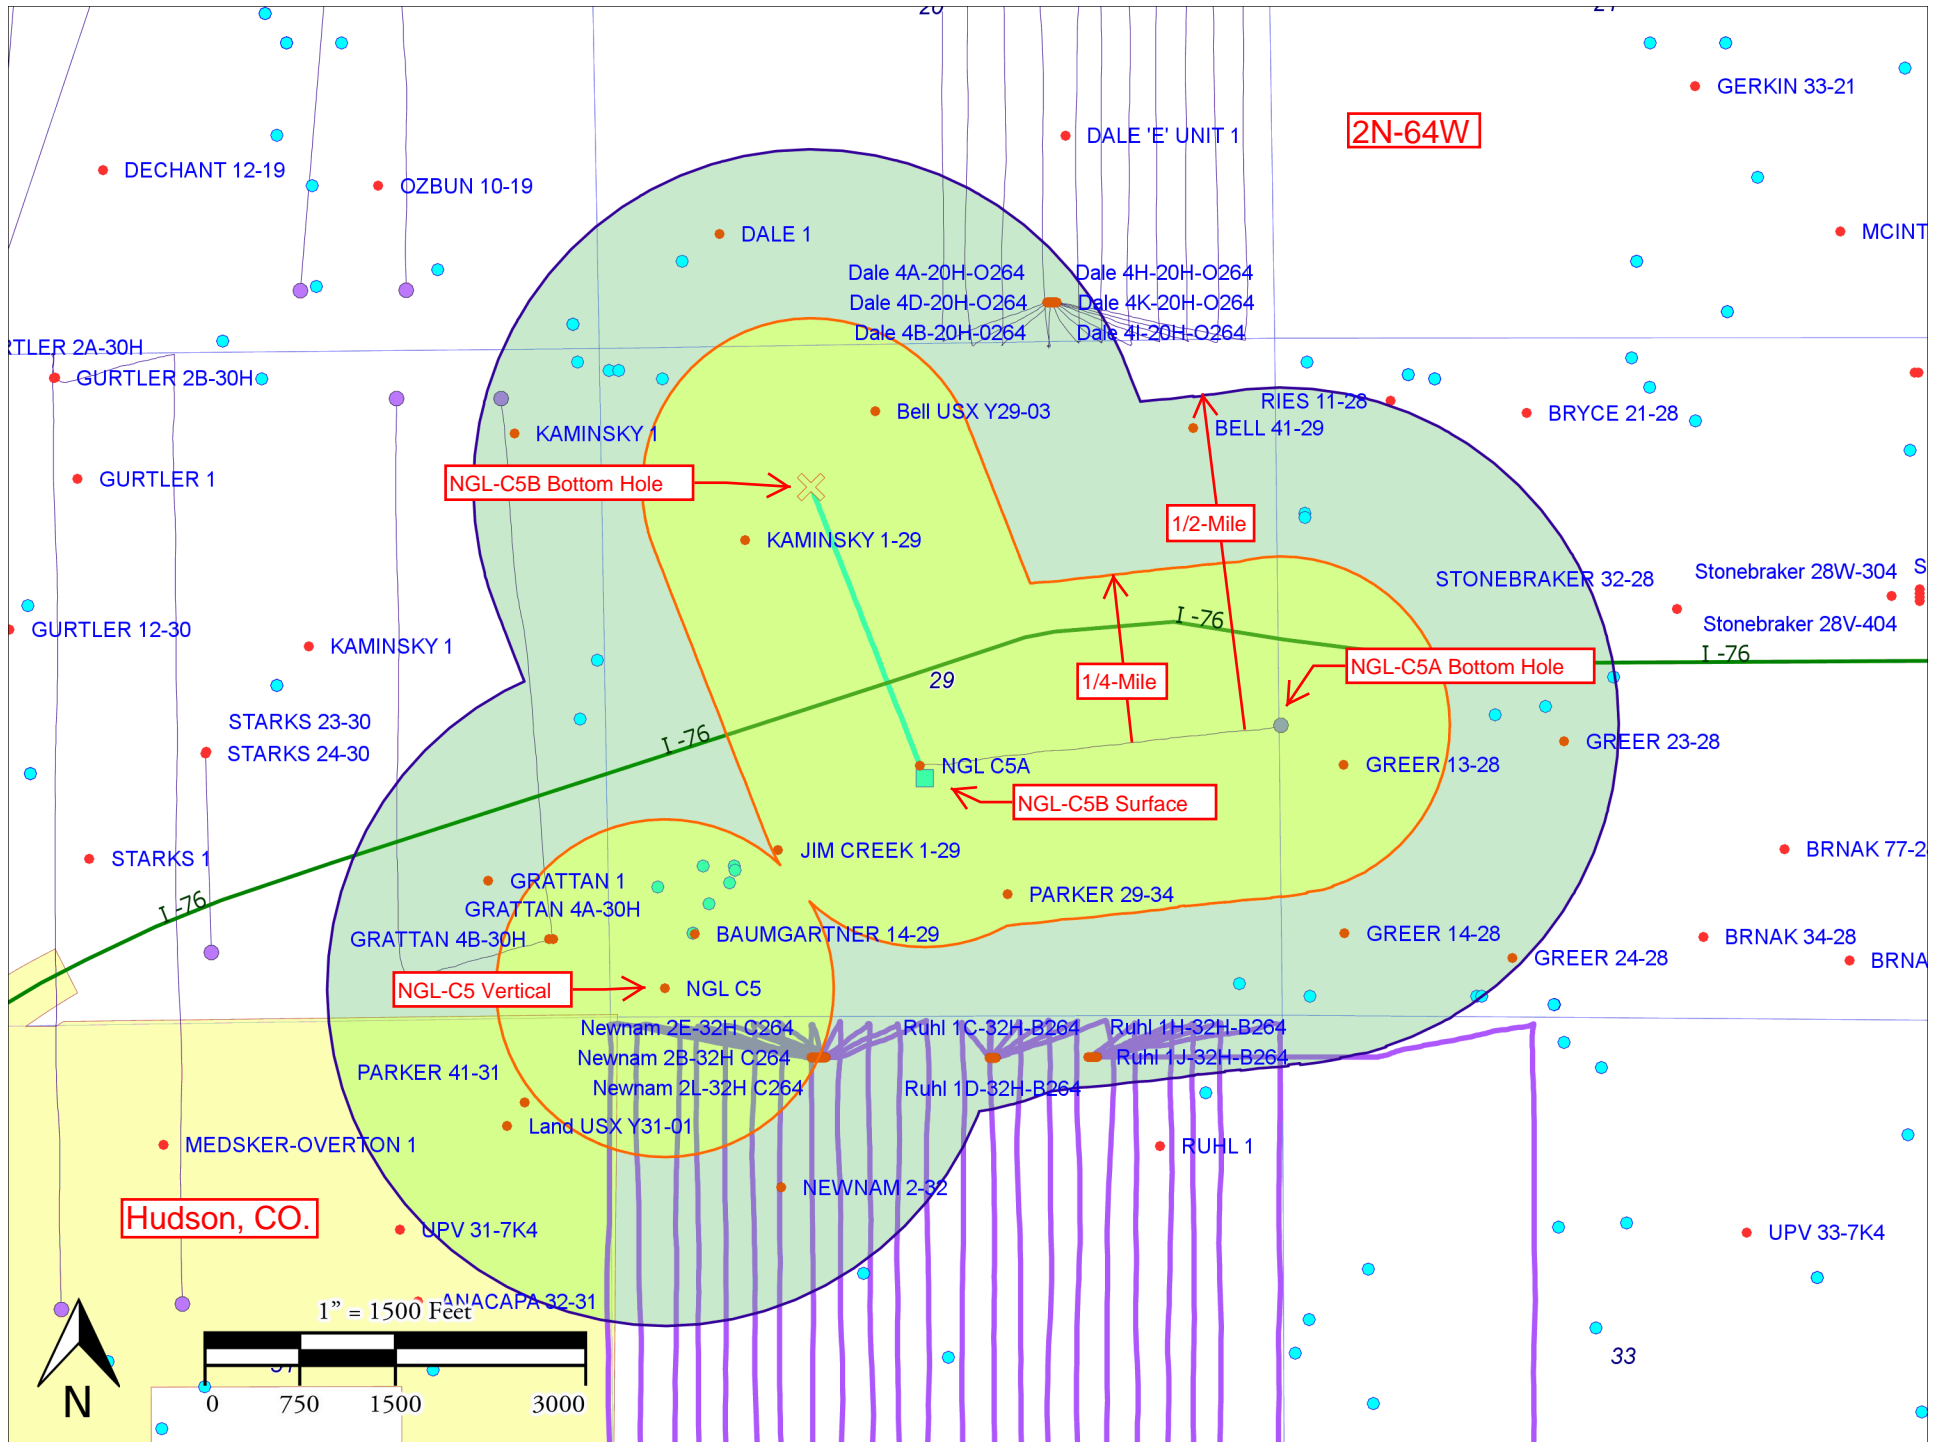 2N-64W
GERKIN 33-21
DALE 'E' UNIT 1
DECHANT 12-19
OZBUN 10-19
DALE 1
MCINT
Dale 4A-20H-O264
Dale 4H-20H-O264
Dale 4D-20H-O264
Dale 4K-20H-O264
Dale 4B-20H-0264
Dale 4I-20H-O264
RTLER 2A-30H
GURTLER 2B-30H
RIES 11-28
BRYCE 21-28
Bell USX Y29-03
BELL 41-29
KAMINSKY 1
GURTLER 1
NGL-C5B Bottom Hole
1/2-Mile
KAMINSKY 1-29
STONEBRAKER 32-28
Stonebraker 28W-304
S
Stonebraker 28V-404
I -76
GURTLER 12-30
KAMINSKY 1
I -76
NGL-C5A Bottom Hole
29
1/4-Mile
STARKS 23-30
STARKS 24-30
I -76
GREER 23-28
NGL C5A
GREER 13-28
NGL-C5B Surface
STARKS 1
JIM CREEK 1-29
BRNAK 77-2
GRATTAN 1
PARKER 29-34
I -76
GRATTAN 4A-30H
GRATTAN 4B-30H
BAUMGARTNER 14-29
GREER 14-28
BRNAK 34-28
GREER 24-28
BRNA
NGL-C5 Vertical
NGL C5
Newnam 2E-32H C264
Ruhl 1C-32H-B264
Ruhl 1H-32H-B264
Newnam 2B-32H C264
Ruhl 1J-32H-B264
PARKER 41-31
Newnam 2L-32H C264
Ruhl 1D-32H-B264
Land USX Y31-01
MEDSKER-OVERTON 1
RUHL 1
NEWNAM 2-32
Hudson, CO.
UPV 31-7K4
UPV 33-7K4
ANACAPA 32-31
1” = 1500 Feet
33
0 750 1500 3000
N